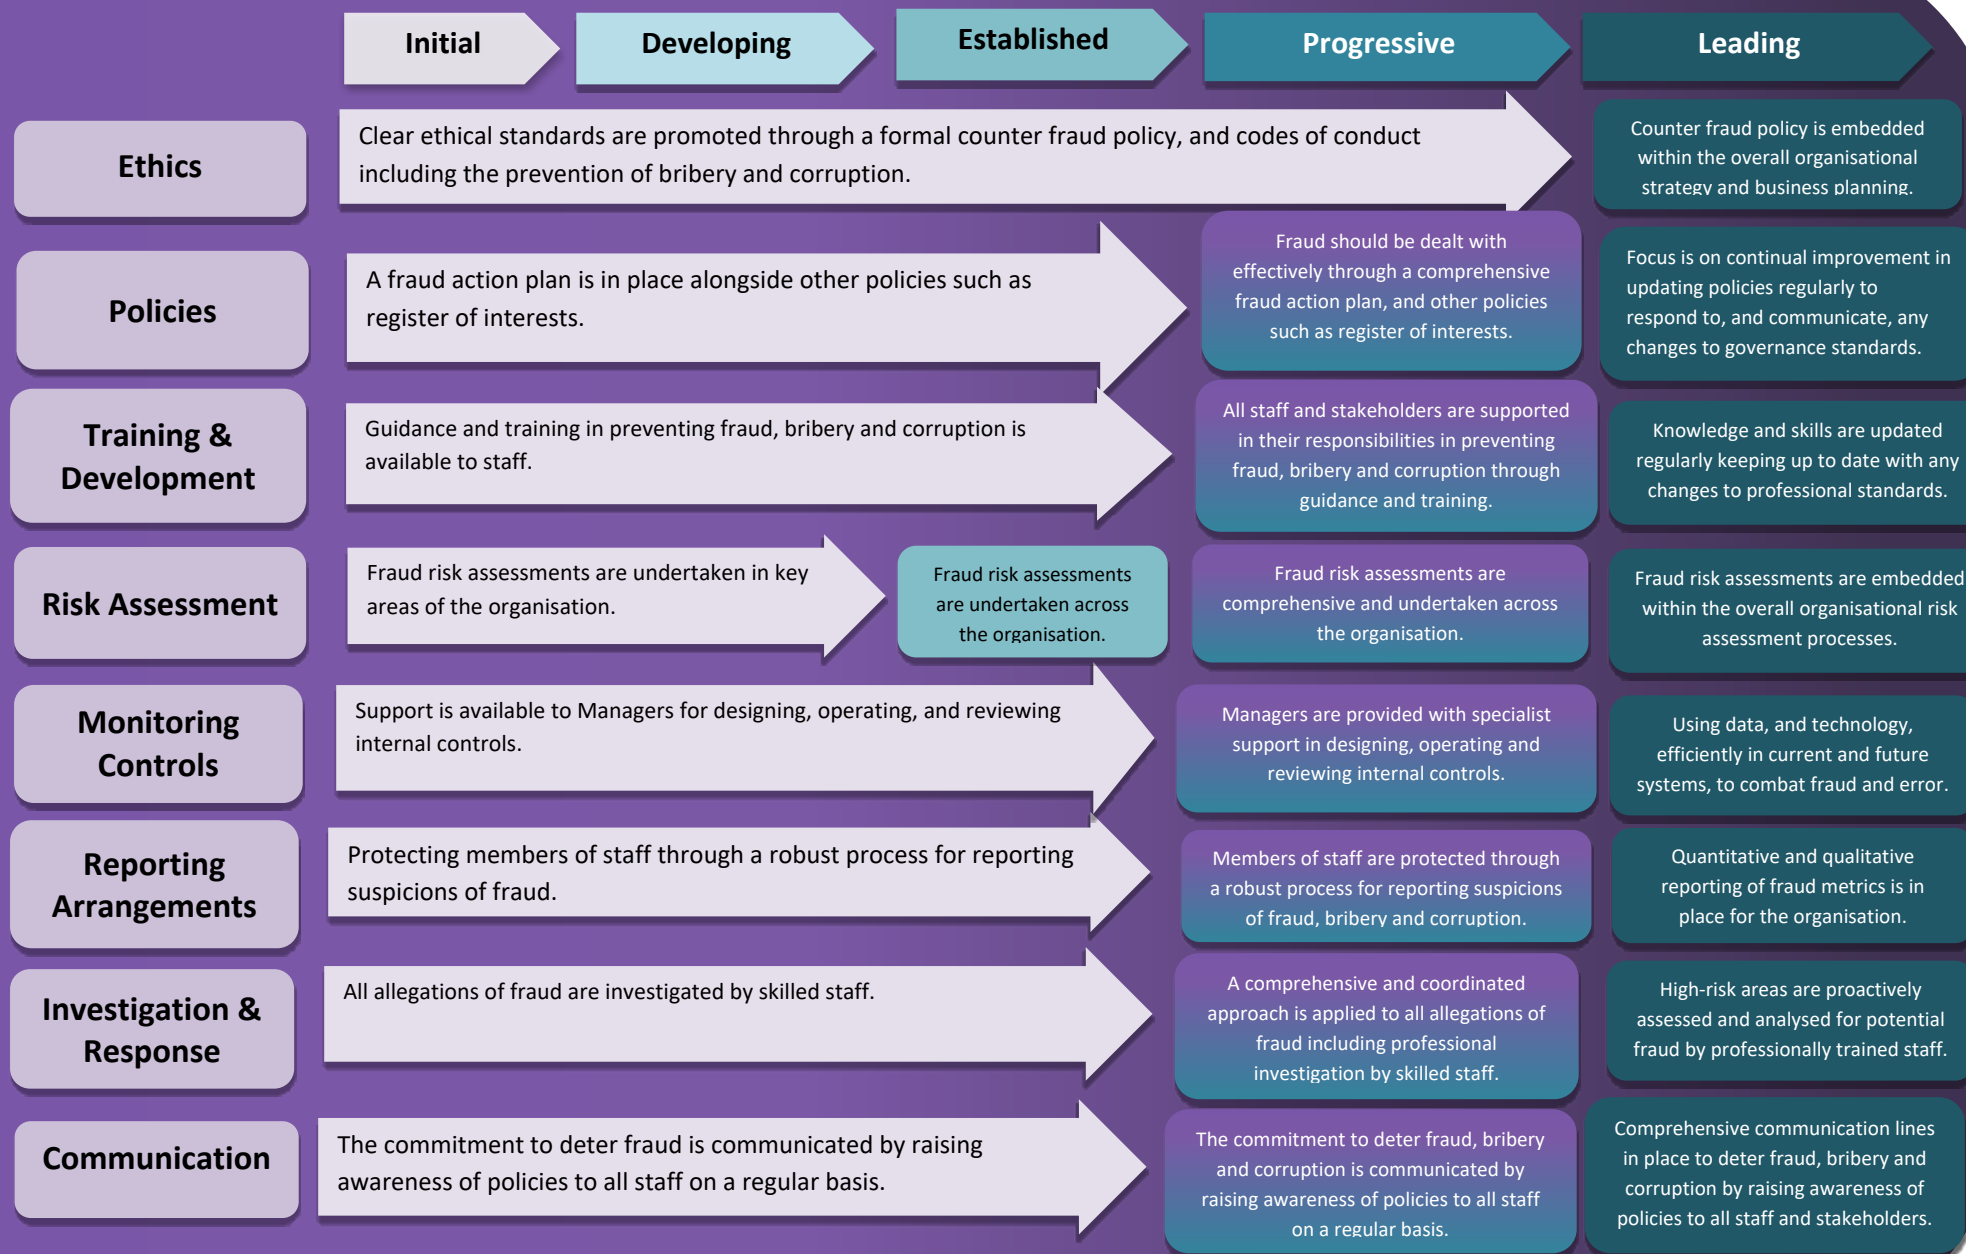 Initial
Developing
Established
Progressive
Leading
Ethics
Clear ethical standards are promoted through a formal counter fraud policy, and codes of conduct
including the prevention of bribery and corruption.
Counter fraud policy is embedded
within the overall organisational
strategy and business planning.
Policies
A fraud action plan is in place alongside other policies such as
register of interests.
Fraud should be dealt with
effectively through a comprehensive
fraud action plan, and other policies
such as register of interests.
Focus is on continual improvement in
updating policies regularly to
respond to, and communicate, any
changes to governance standards.
Training &
Development
Guidance and training in preventing fraud, bribery and corruption is
available to staff.
All staff and stakeholders are supported
in their responsibilities in preventing
fraud, bribery and corruption through
guidance and training.
Knowledge and skills are updated
regularly keeping up to date with any
changes to professional standards.
Risk Assessment
Fraud risk assessments are undertaken in key
areas of the organisation.
Fraud risk assessments
are undertaken across
the organisation.
Fraud risk assessments are
comprehensive and undertaken across
the organisation.
Fraud risk assessments are embedded
within the overall organisational risk
assessment processes.
Monitoring
Controls
Support is available to Managers for designing, operating, and reviewing
internal controls.
Managers are provided with specialist
support in designing, operating and
reviewing internal controls.
Using data, and technology,
efficiently in current and future
systems, to combat fraud and error.
Reporting
Arrangements
Protecting members of staff through a robust process for reporting
suspicions of fraud.
Members of staff are protected through
a robust process for reporting suspicions
of fraud, bribery and corruption.
Quantitative and qualitative
reporting of fraud metrics is in
place for the organisation.
Investigation &
Response
All allegations of fraud are investigated by skilled staff.
A comprehensive and coordinated
approach is applied to all allegations of
fraud including professional
investigation by skilled staff.
High-risk areas are proactively
assessed and analysed for potential
fraud by professionally trained staff.
Communication
The commitment to deter fraud is communicated by raising
awareness of policies to all staff on a regular basis.
The commitment to deter fraud, bribery
and corruption is communicated by
raising awareness of policies to all staff
on a regular basis.
Comprehensive communication lines
in place to deter fraud, bribery and
corruption by raising awareness of
policies to all staff and stakeholders.